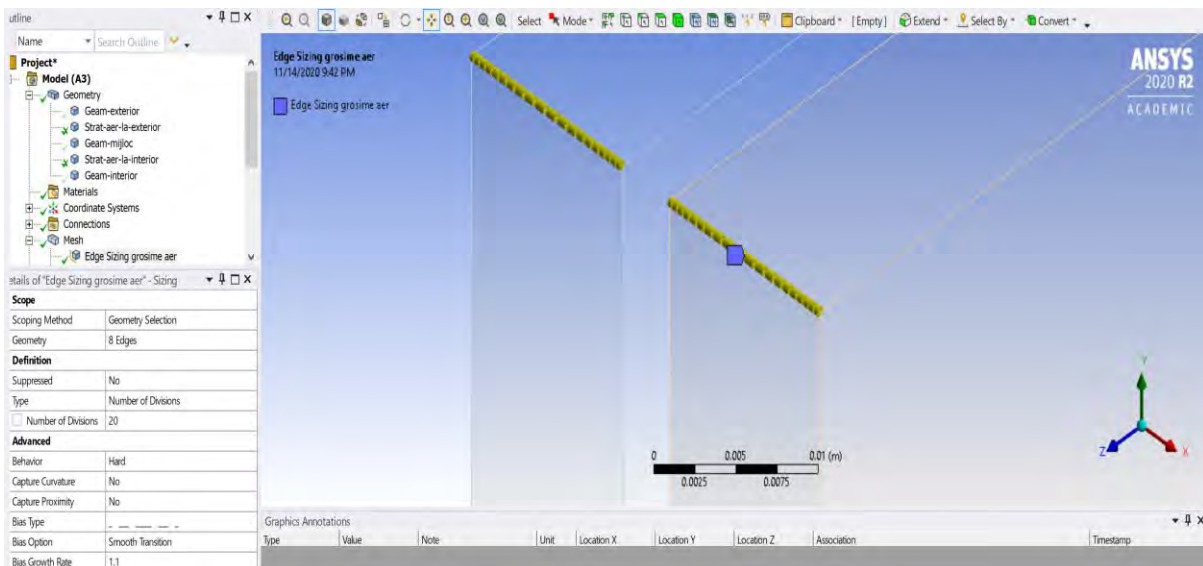 utline
Select Mode Clipboard [Empty] Extend Select By Convert
Name Search Outline
Project*
Model (A3)
Geometry
Geam-exterior
Strat-aer-la-exterior
Geam-mijloc
Strat-aer-la-interior
Geam-interior
Materials
Coordinate Systems
Connections
Mesh
Edge Sizing grosime aer
etails of "Edge Sizing grosime aer" - Sizing
Scope
Scoping Method Geometry Selection
Geometry 8 Edges
Definition
Suppressed No
Type Number of Divisions
Number of Divisions 20
Advanced
Behavior Hard
Capture Curvature No
Capture Proximity No
Bias Type
Bias Option Smooth Transition
Bias Growth Rate 1.1
Edge Sizing grosime aer
11/14/2020 9:42 PM
Edge Sizing grosime aer
ANSYS
2020 R2
ACADEMIC
0 0.005 0.01 (m)
0.0025 0.0075
Y
Z X
Graphics Annotations
Type Value Note Unit Location X Location Y Location Z Association Timestamp